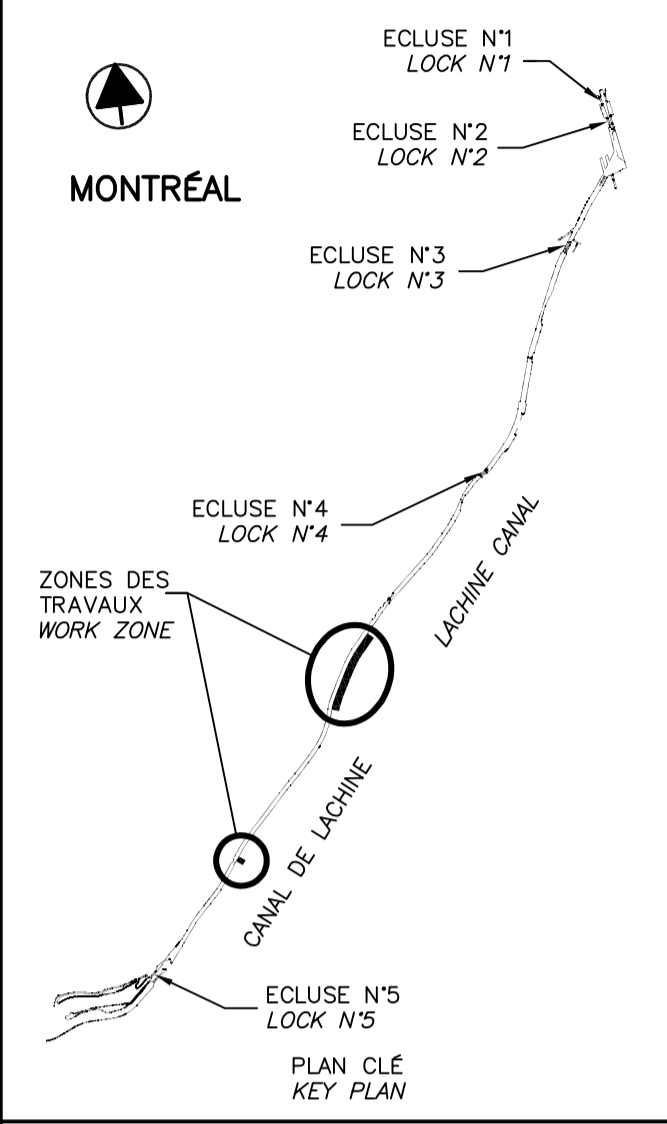 ECLUSE N°1
LOCK N°1
ECLUSE N°2
LOCK N°2
MONTRÉAL
ECLUSE N°3
LOCK N°3
ECLUSE N°4
LOCK N°4
LACHINE CANAL
ZONES DES
TRAVAUX
WORK ZONE
CANAL DE LACHINE
ECLUSE N°5
LOCK N°5
PLAN CLÉ
KEY PLAN